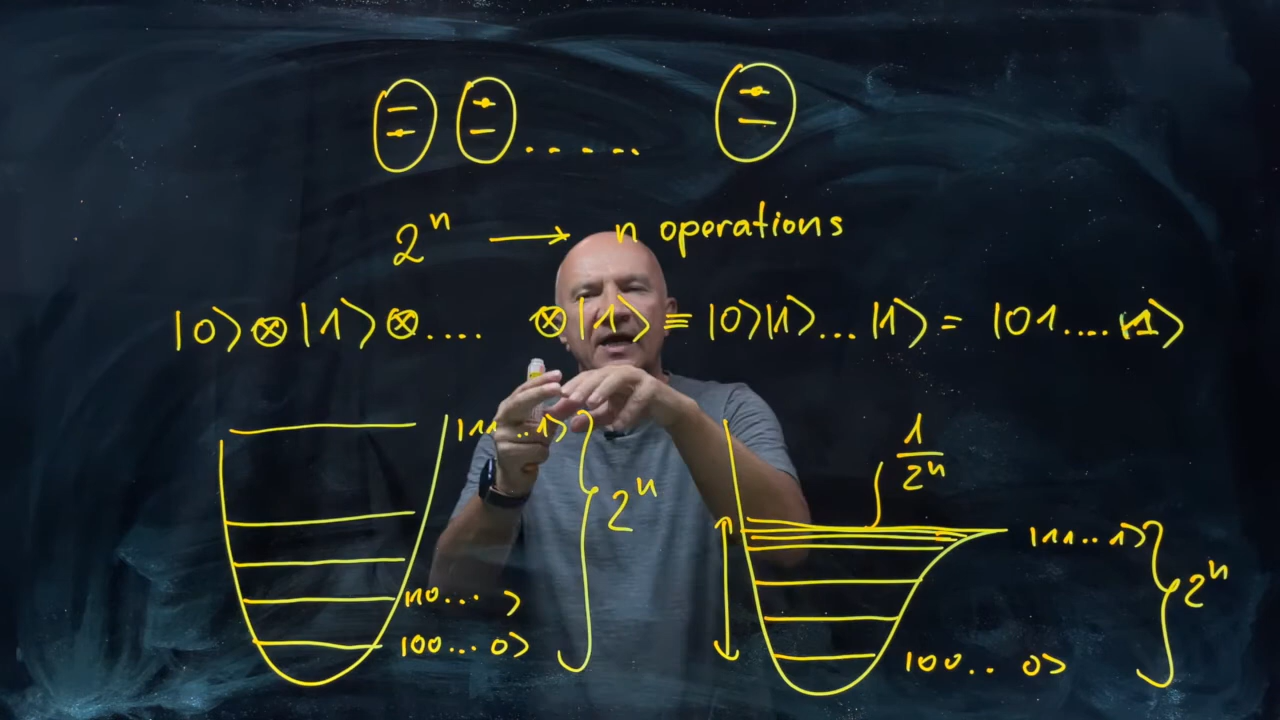 2ⁿ → n operations
|0⟩⊗|1⟩⊗.... ⊗|1⟩≡|0⟩|1⟩...|1⟩= |01....1⟩
|11...1⟩
2ⁿ
|10... ⟩
|00... 0⟩
1/2ⁿ
|11..1⟩
2ⁿ
|00.. 0⟩